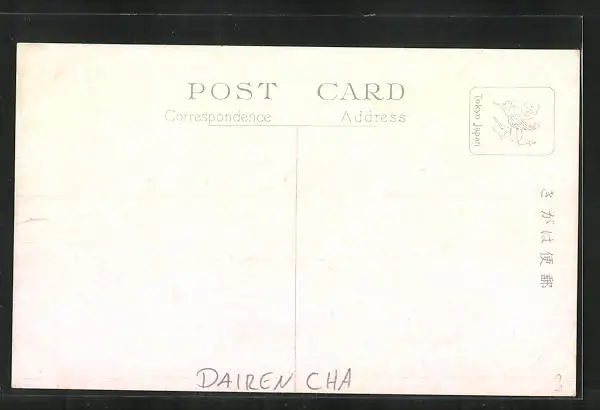 POST CARD
Correspondence Address
Tokyo Japan
きがは便郵
DAIREN CHA